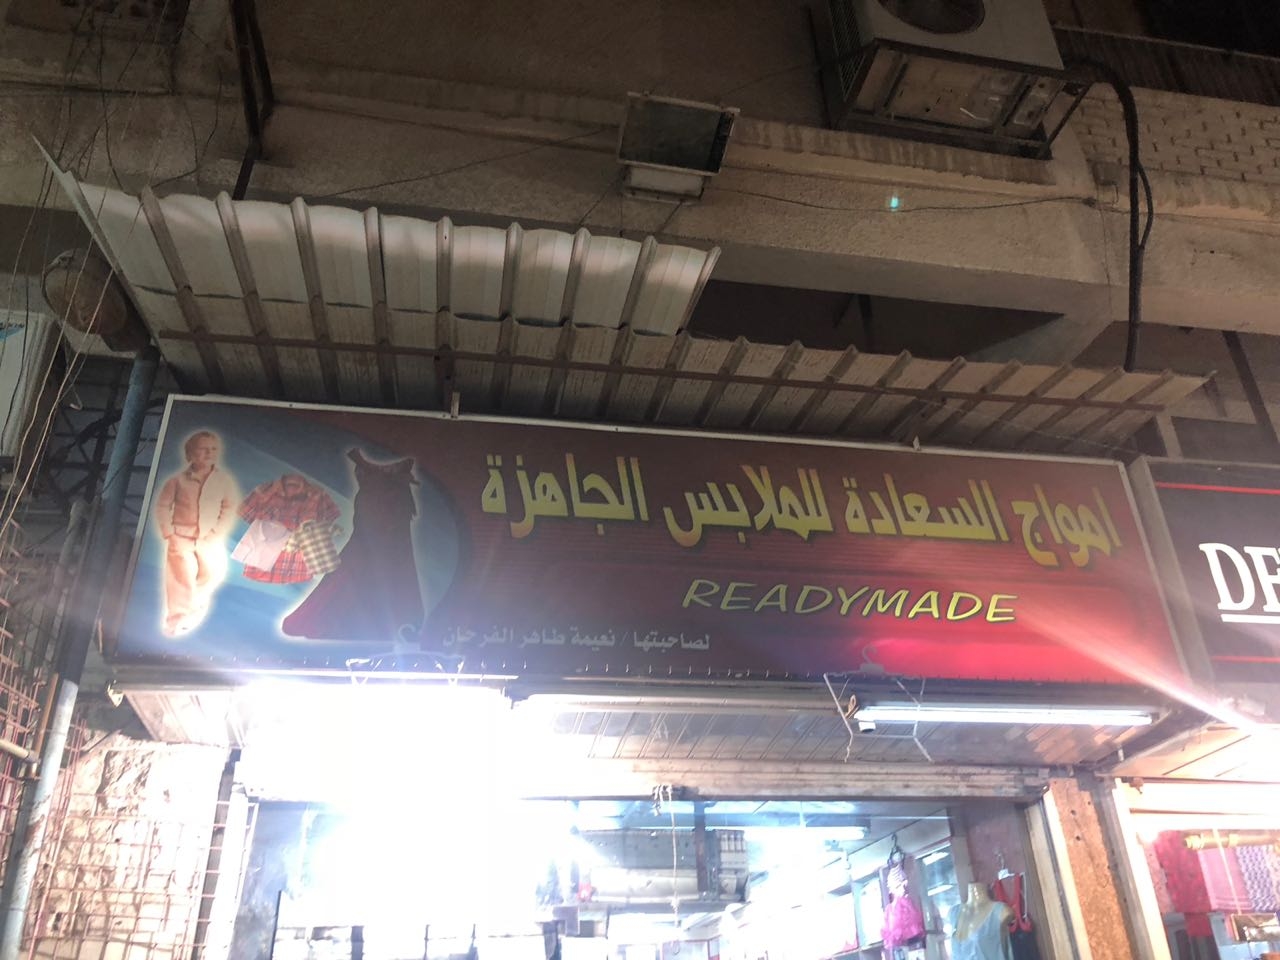 امواج السعادة للملابس الجاهزة
READYMADE
لصاحبتها / نعيمة طاهر الفرحان